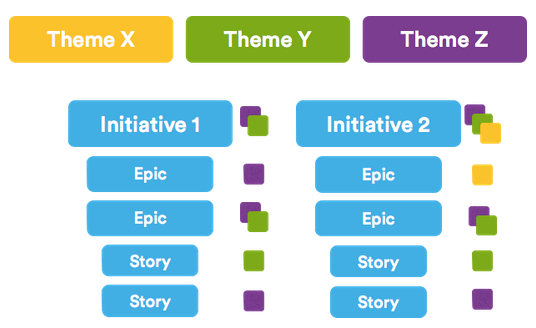 Theme X Theme Y Theme Z
Initiative 1 Initiative 2
Epic Epic
Epic Epic
Story Story
Story Story